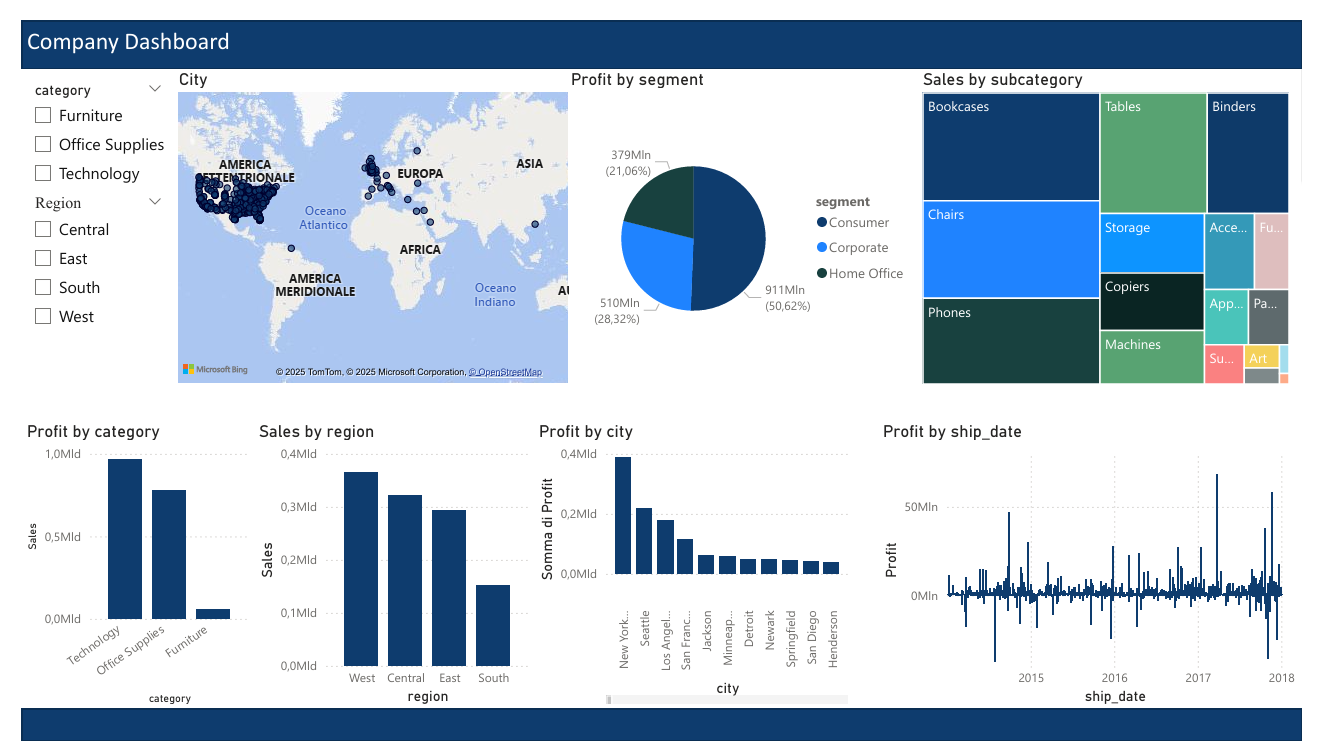 Company Dashboard
category
Furniture
Office Supplies
Technology
Region
Central
East
South
West
City
AMERICA
SETTENTRIONALE
EUROPA
ASIA
Oceano
Atlantico
AFRICA
AMERICA
MERIDIONALE
Oceano
Indiano
AU
Microsoft Bing
© 2025 TomTom, © 2025 Microsoft Corporation, © OpenStreetMap
Profit by segment
379Mln
(21,06%)
510Mln
(28,32%)
911Mln
(50,62%)
segment
Consumer
Corporate
Home Office
Sales by subcategory
Bookcases
Chairs
Phones
Tables
Binders
Storage
Copiers
Machines
Acce...
Fu...
App...
Pa...
Su...
Art
Profit by category
Sales
1,0Mld
0,5Mld
0,0Mld
Technology
Office Supplies
Furniture
category
Sales by region
Sales
0,4Mld
0,3Mld
0,2Mld
0,1Mld
0,0Mld
West
Central
East
South
region
Profit by city
Somma di Profit
0,4Mld
0,2Mld
0,0Mld
New York...
Seattle
Los Angel...
San Franc...
Jackson
Minneap...
Detroit
Newark
Springfield
San Diego
Henderson
city
Profit by ship_date
Profit
50Mln
0Mln
2015
2016
2017
2018
ship_date